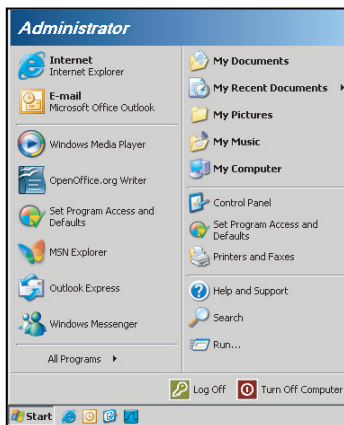 Administrator
Internet
Internet Explorer
E-mail
Microsoft Office Outlook
Windows Media Player
OpenOffice.org Writer
Set Program Access and
Defaults
MSN Explorer
Outlook Express
Windows Messenger
All Programs
My Documents
My Recent Documents
My Pictures
My Music
My Computer
Control Panel
Set Program Access and
Defaults
Printers and Faxes
Help and Support
Search
Run...
Log Off
Turn Off Computer
Start